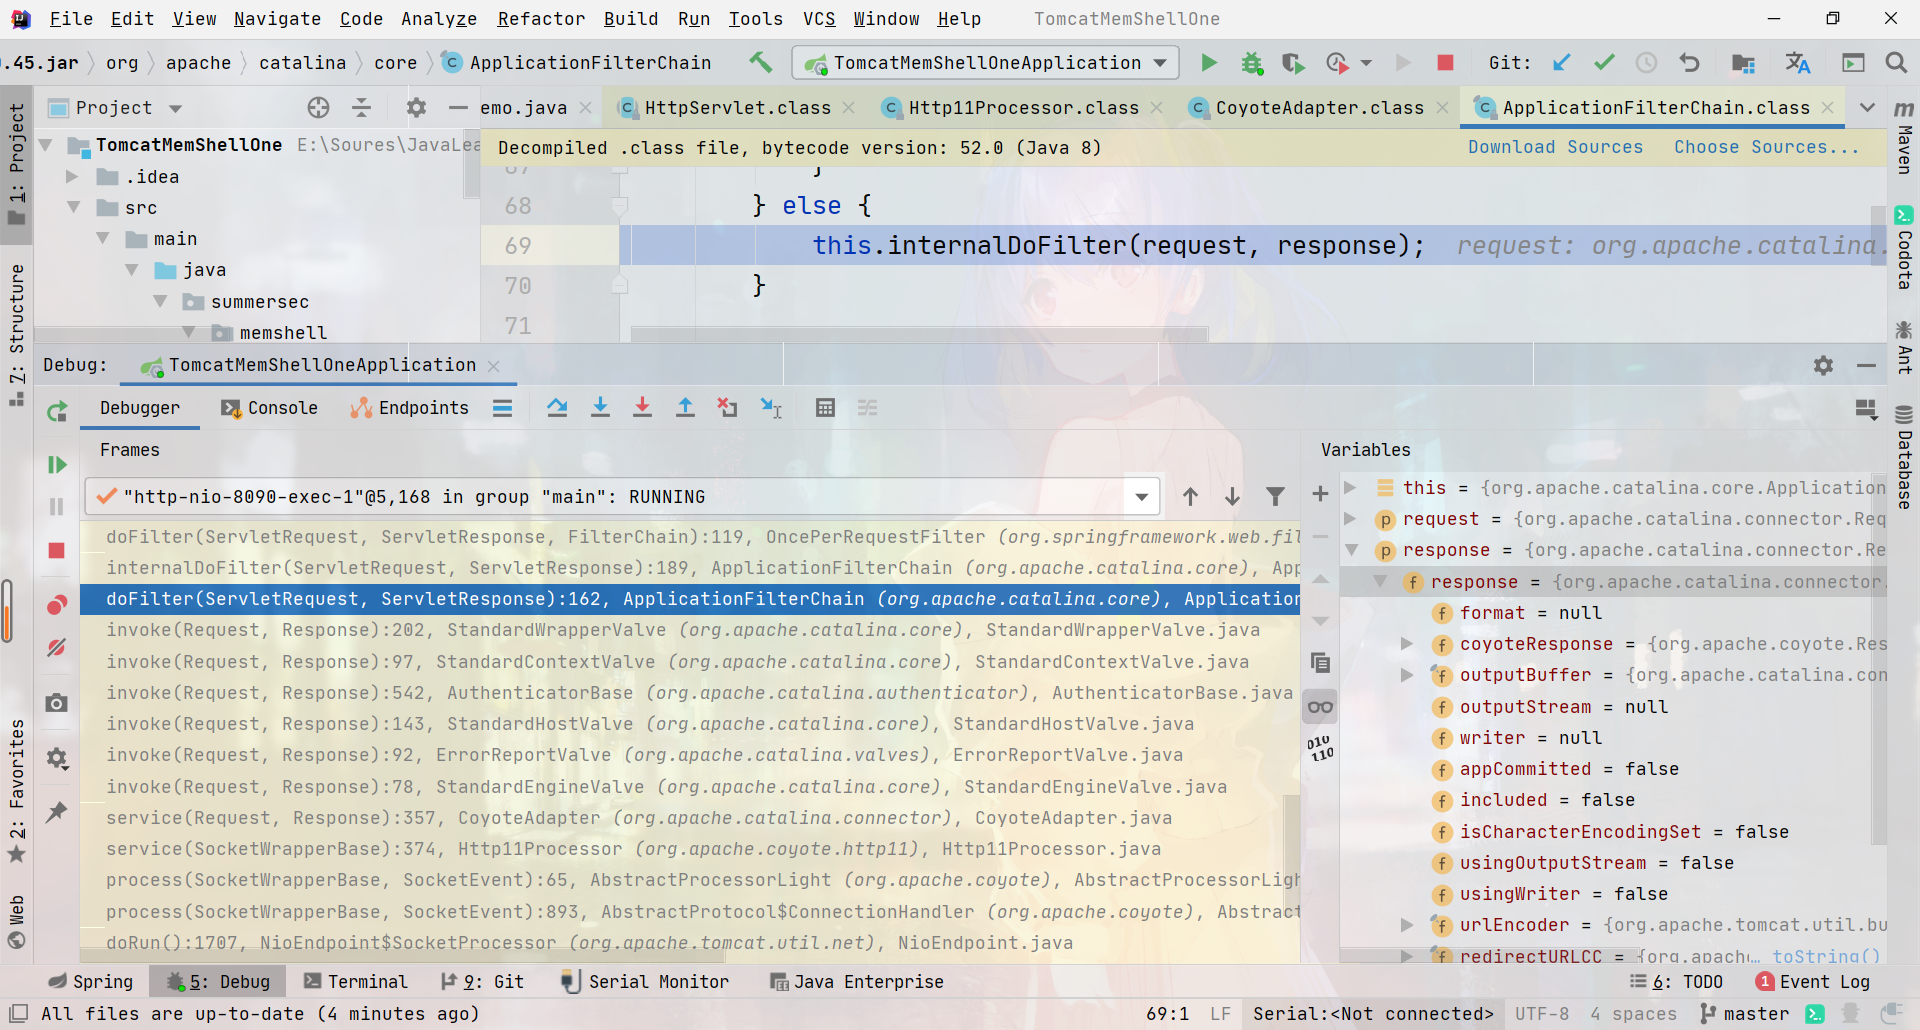 File Edit View Navigate Code Analyze Refactor Build Run Tools VCS Window Help TomcatMemShellOne
.45.jar org apache catalina core ApplicationFilterChain TomcatMemShellOneApplication Git:
Project emo.java HttpServlet.class Http11Processor.class CoyoteAdapter.class ApplicationFilterChain.class
TomcatMemShellOne E:\Soures\JavaLea
Decompiled .class file, bytecode version: 52.0 (Java 8) Download Sources Choose Sources...
.idea
src
main
java
summersec
memshell
67 }
68 } else {
69 this.internalDoFilter(request, response); request: org.apache.catalina.
70 }
71
Debug: TomcatMemShellOneApplication
Debugger Console Endpoints
Frames
"http-nio-8090-exec-1"@5,168 in group "main": RUNNING
doFilter(ServletRequest, ServletResponse, FilterChain):119, OncePerRequestFilter (org.springframework.web.fil
internalDoFilter(ServletRequest, ServletResponse):189, ApplicationFilterChain (org.apache.catalina.core), App
doFilter(ServletRequest, ServletResponse):162, ApplicationFilterChain (org.apache.catalina.core), Application
invoke(Request, Response):202, StandardWrapperValve (org.apache.catalina.core), StandardWrapperValve.java
invoke(Request, Response):97, StandardContextValve (org.apache.catalina.core), StandardContextValve.java
invoke(Request, Response):542, AuthenticatorBase (org.apache.catalina.authenticator), AuthenticatorBase.java
invoke(Request, Response):143, StandardHostValve (org.apache.catalina.core), StandardHostValve.java
invoke(Request, Response):92, ErrorReportValve (org.apache.catalina.valves), ErrorReportValve.java
invoke(Request, Response):78, StandardEngineValve (org.apache.catalina.core), StandardEngineValve.java
service(Request, Response):357, CoyoteAdapter (org.apache.catalina.connector), CoyoteAdapter.java
service(SocketWrapperBase):374, Http11Processor (org.apache.coyote.http11), Http11Processor.java
process(SocketWrapperBase, SocketEvent):65, AbstractProcessorLight (org.apache.coyote), AbstractProcessorLigh
process(SocketWrapperBase, SocketEvent):893, AbstractProtocol$ConnectionHandler (org.apache.coyote), Abstract
doRun():1707, NioEndpoint$SocketProcessor (org.apache.tomcat.util.net), NioEndpoint.java
Variables
this = {org.apache.catalina.core.Application
request = {org.apache.catalina.connector.Req
response = {org.apache.catalina.connector.Re
response = {org.apache.catalina.connector.
format = null
coyoteResponse = {org.apache.coyote.Res
outputBuffer = {org.apache.catalina.con
outputStream = null
writer = null
appCommitted = false
included = false
isCharacterEncodingSet = false
usingOutputStream = false
usingWriter = false
urlEncoder = {org.apache.tomcat.util.bu
redirectURLCC = {org.apach... toString()
1: Project
7: Structure
2: Favorites
Web
m Maven
Codota
Ant
Database
Spring 5: Debug Terminal 9: Git Serial Monitor Java Enterprise 6: TODO 1 Event Log
All files are up-to-date (4 minutes ago) 69:1 LF Serial:<Not connected> UTF-8 4 spaces master